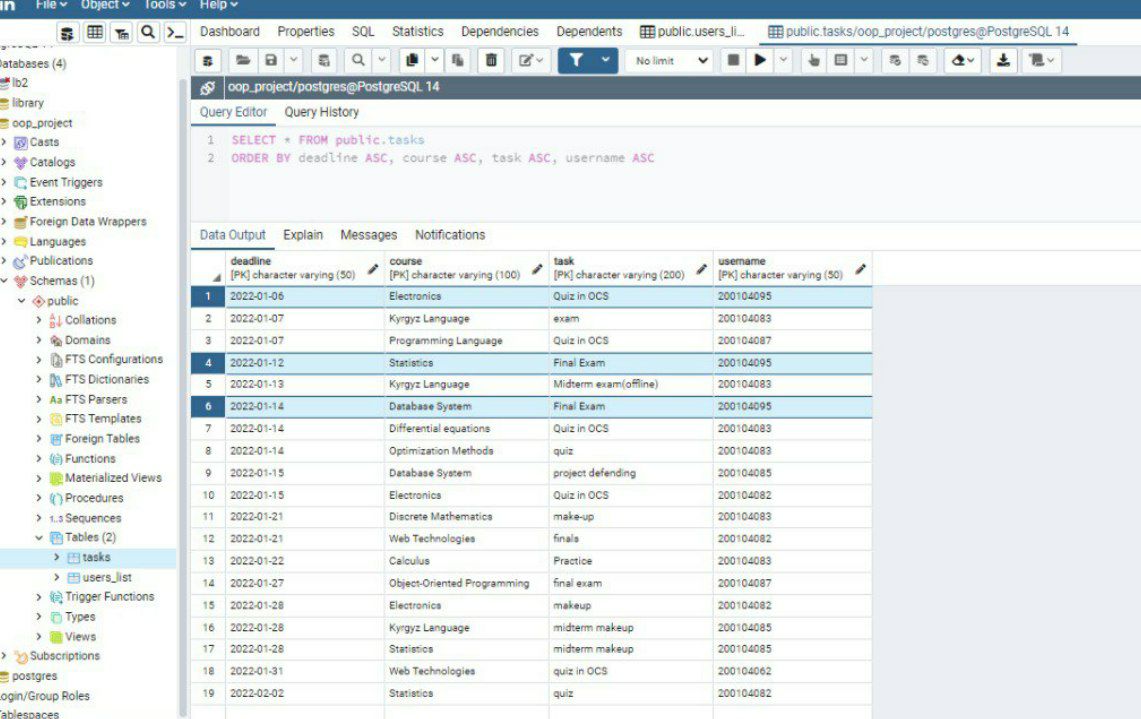 in File Object Tools Help
Dashboard Properties SQL Statistics Dependencies Dependents public.users_li... public.tasks/oop_project/postgres@PostgreSQL 14
Databases (4)
lb2
library
oop_project
Casts
Catalogs
Event Triggers
Extensions
Foreign Data Wrappers
Languages
Publications
Schemas (1)
public
Collations
Domains
FTS Configurations
FTS Dictionaries
Aa FTS Parsers
FTS Templates
Foreign Tables
Functions
Materialized Views
Procedures
1..3 Sequences
Tables (2)
tasks
users_list
Trigger Functions
Types
Views
Subscriptions
postgres
ogin/Group Roles
ablespaces
No limit
oop_project/postgres@PostgreSQL 14
Query Editor Query History
1 SELECT * FROM public.tasks
2 ORDER BY deadline ASC, course ASC, task ASC, username ASC
Data Output Explain Messages Notifications
deadline course task username
[PK] character varying (50) [PK] character varying (100) [PK] character varying (200) [PK] character varying (50)
1 2022-01-06 Electronics Quiz in OCS 200104095
2 2022-01-07 Kyrgyz Language exam 200104083
3 2022-01-07 Programming Language Quiz in OCS 200104087
4 2022-01-12 Statistics Final Exam 200104095
5 2022-01-13 Kyrgyz Language Midterm exam(offline) 200104083
6 2022-01-14 Database System Final Exam 200104095
7 2022-01-14 Differential equations Quiz in OCS 200104083
8 2022-01-14 Optimization Methods quiz 200104083
9 2022-01-15 Database System project defending 200104085
10 2022-01-15 Electronics Quiz in OCS 200104082
11 2022-01-21 Discrete Mathematics make-up 200104083
12 2022-01-21 Web Technologies finals 200104082
13 2022-01-22 Calculus Practice 200104083
14 2022-01-27 Object-Oriented Programming final exam 200104087
15 2022-01-28 Electronics makeup 200104082
16 2022-01-28 Kyrgyz Language midterm makeup 200104085
17 2022-01-28 Statistics midterm makeup 200104085
18 2022-01-31 Web Technologies quiz in OCS 200104062
19 2022-02-02 Statistics quiz 200104082